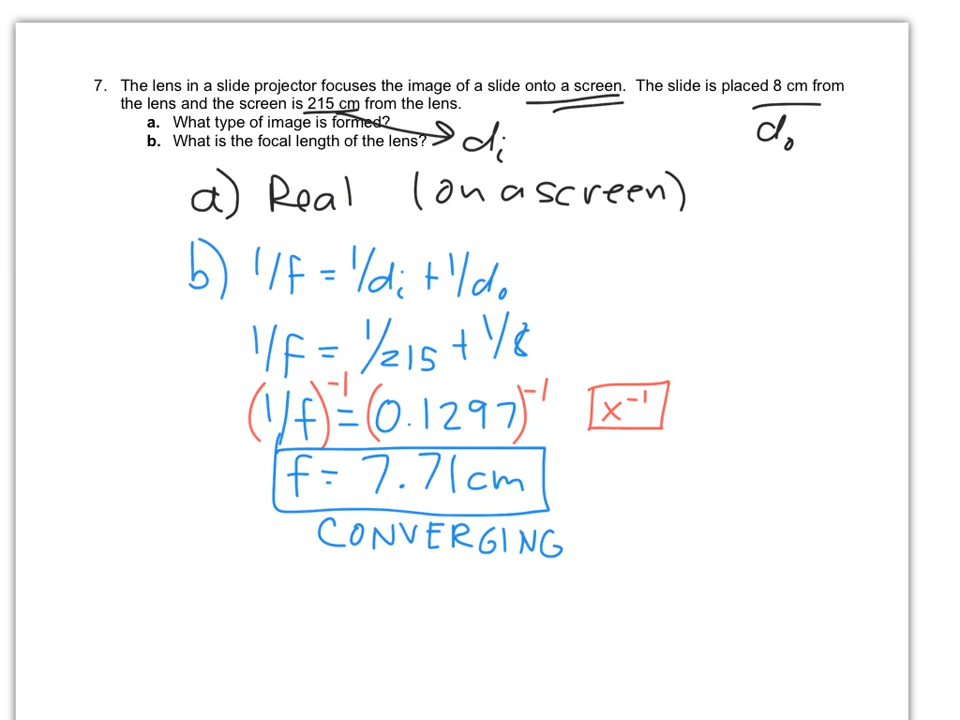 7. The lens in a slide projector focuses the image of a slide onto a screen. The slide is placed 8 cm from
the lens and the screen is 215 cm from the lens.
a. What type of image is formed?
b. What is the focal length of the lens?
di
do
a) Real (on a screen)
b) 1/f = 1/di + 1/do
1/f = 1/215 + 1/8
(1/f)⁻¹ = (0.1297)⁻¹ x⁻¹
f = 7.71cm
CONVERGING